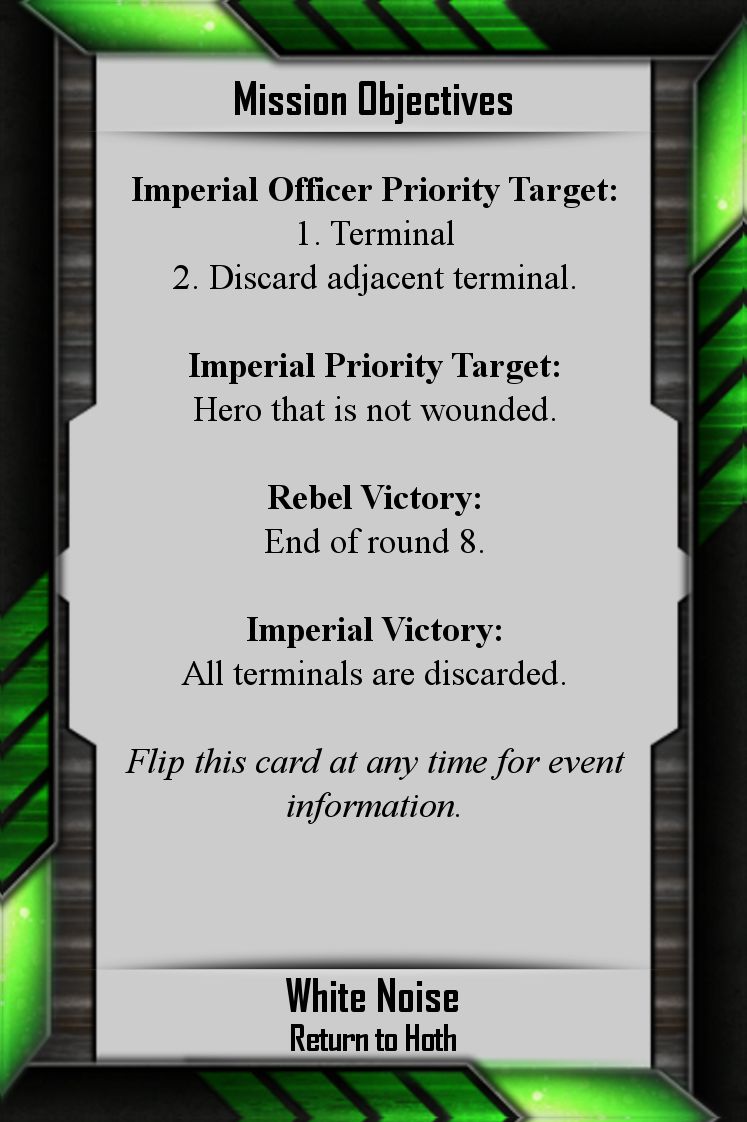 Mission Objectives
Imperial Officer Priority Target:
1. Terminal
2. Discard adjacent terminal.
Imperial Priority Target:
Hero that is not wounded.
Rebel Victory:
End of round 8.
Imperial Victory:
All terminals are discarded.
Flip this card at any time for event
information.
White Noise
Return to Hoth